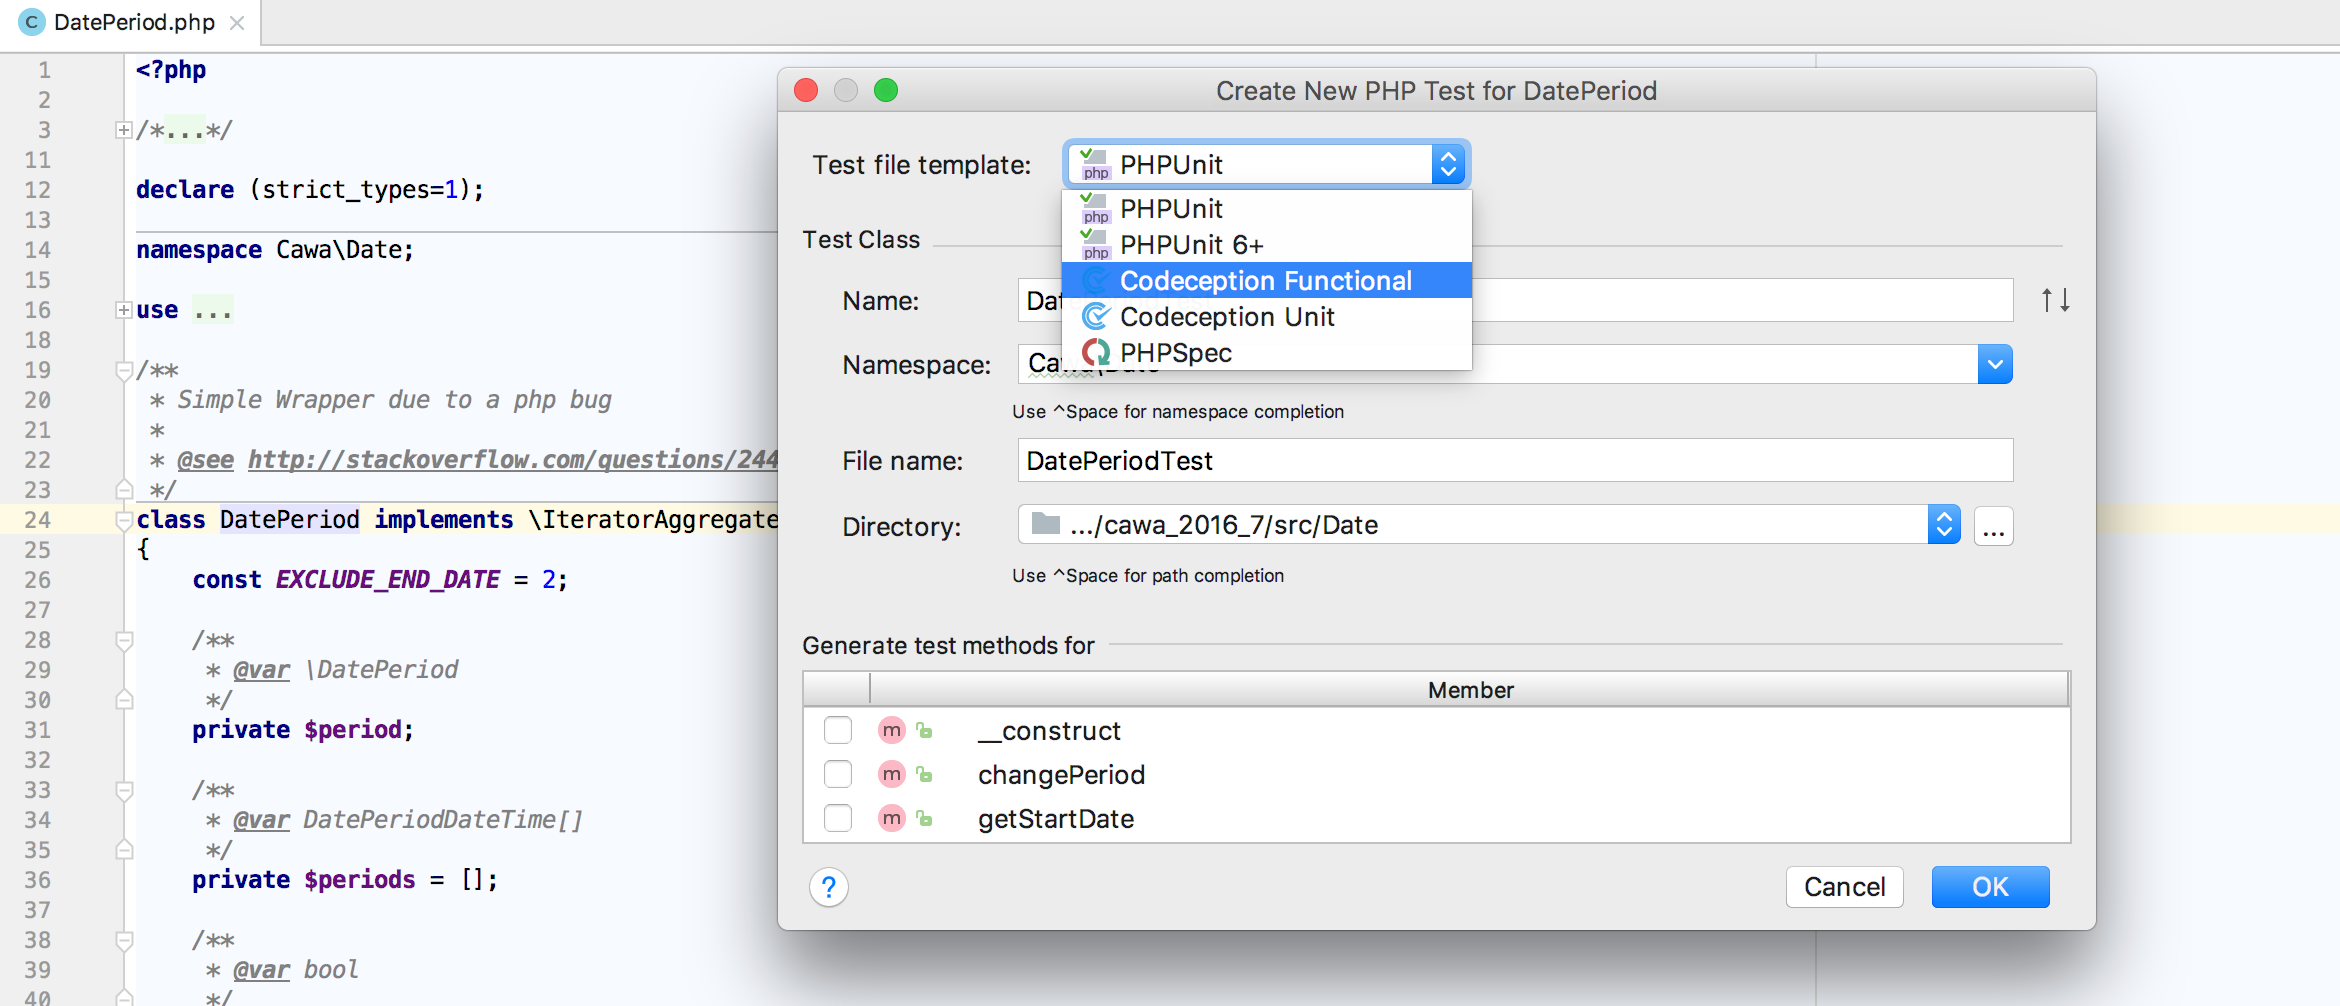 DatePeriod.php
1 <?php
2
3 /*...*/
11
12 declare (strict_types=1);
13
14 namespace Cawa\Date;
15
16 use ...
18
19 /**
20 * Simple Wrapper due to a php bug
21 *
22 * @see http://stackoverflow.com/questions/244
23 */
24 class DatePeriod implements \IteratorAggregate
25 {
26 const EXCLUDE_END_DATE = 2;
27
28 /**
29 * @var \DatePeriod
30 */
31 private $period;
32
33 /**
34 * @var DatePeriodDateTime[]
35 */
36 private $periods = [];
37
38 /**
39 * @var bool
40 */
Create New PHP Test for DatePeriod
Test file template: php PHPUnit
php PHPUnit
php PHPUnit 6+
Codeception Functional
Codeception Unit
PHPSpec
Test Class
Name:
Namespace:
Use ^Space for namespace completion
File name: DatePeriodTest
Directory: .../cawa_2016_7/src/Date ...
Use ^Space for path completion
Generate test methods for
Member
m __construct
m changePeriod
m getStartDate
? Cancel OK